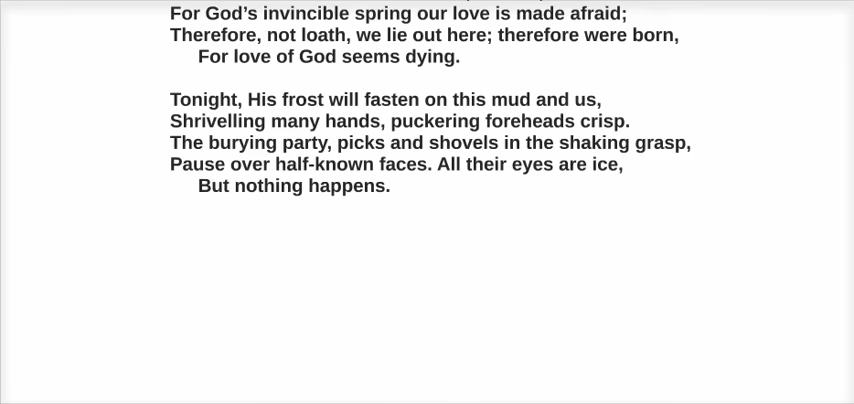 For God’s invincible spring our love is made afraid;
Therefore, not loath, we lie out here; therefore were born,
For love of God seems dying.
Tonight, His frost will fasten on this mud and us,
Shrivelling many hands, puckering foreheads crisp.
The burying party, picks and shovels in the shaking grasp,
Pause over half-known faces. All their eyes are ice,
But nothing happens.